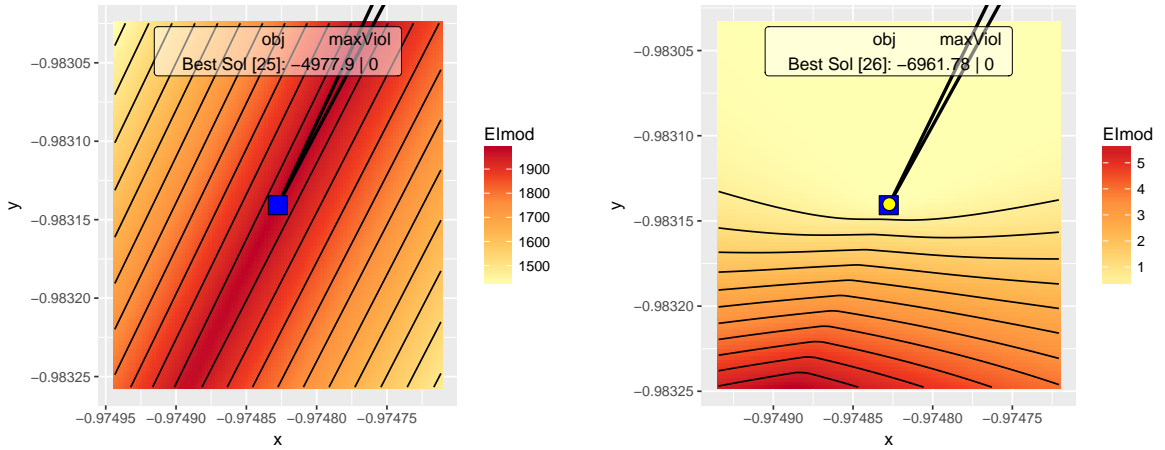 obj maxViol
Best Sol [25]: −4977.9 | 0
−0.98305
−0.98310
−0.98315
−0.98320
−0.98325
y
−0.97495 −0.97490 −0.97485 −0.97480 −0.97475
x
EImod
1900
1800
1700
1600
1500
obj maxViol
Best Sol [26]: −6961.78 | 0
−0.98305
−0.98310
−0.98315
−0.98320
−0.98325
y
−0.97490 −0.97485 −0.97480 −0.97475
x
EImod
5
4
3
2
1